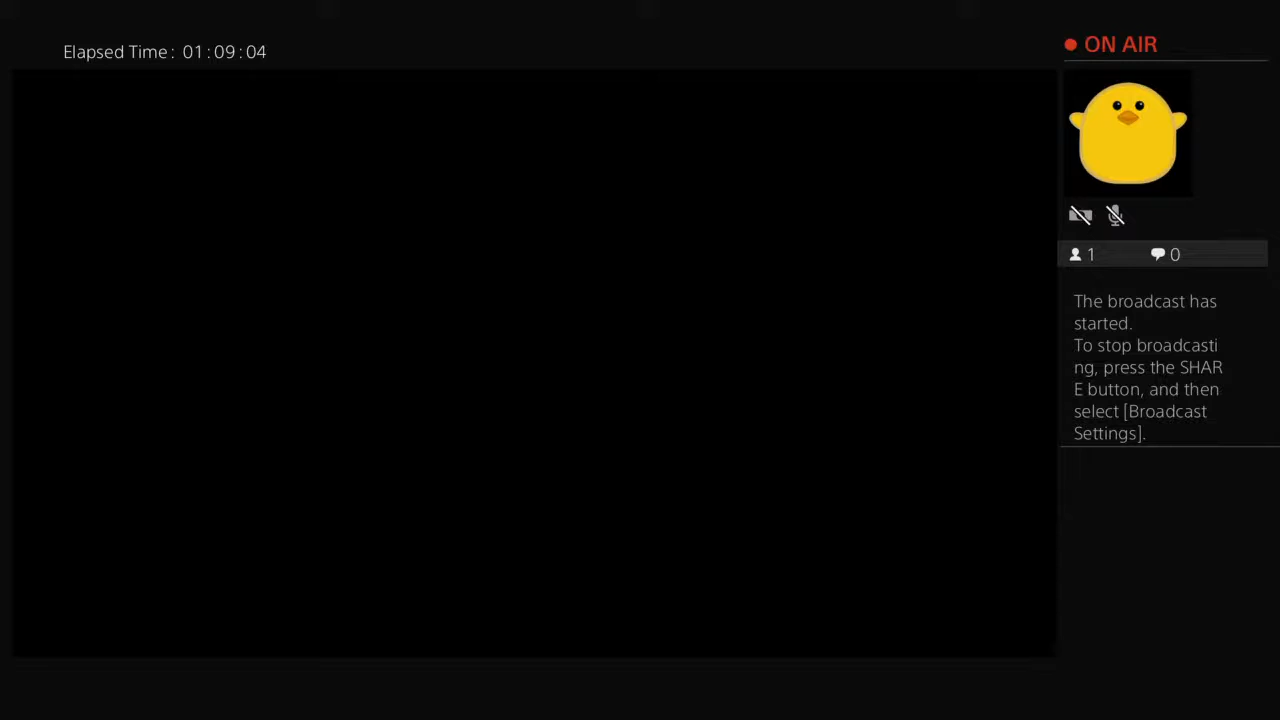 Elapsed Time: 01:09:04
ON AIR
1 0
The broadcast has
started.
To stop broadcasti
ng, press the SHAR
E button, and then
select [Broadcast
Settings].